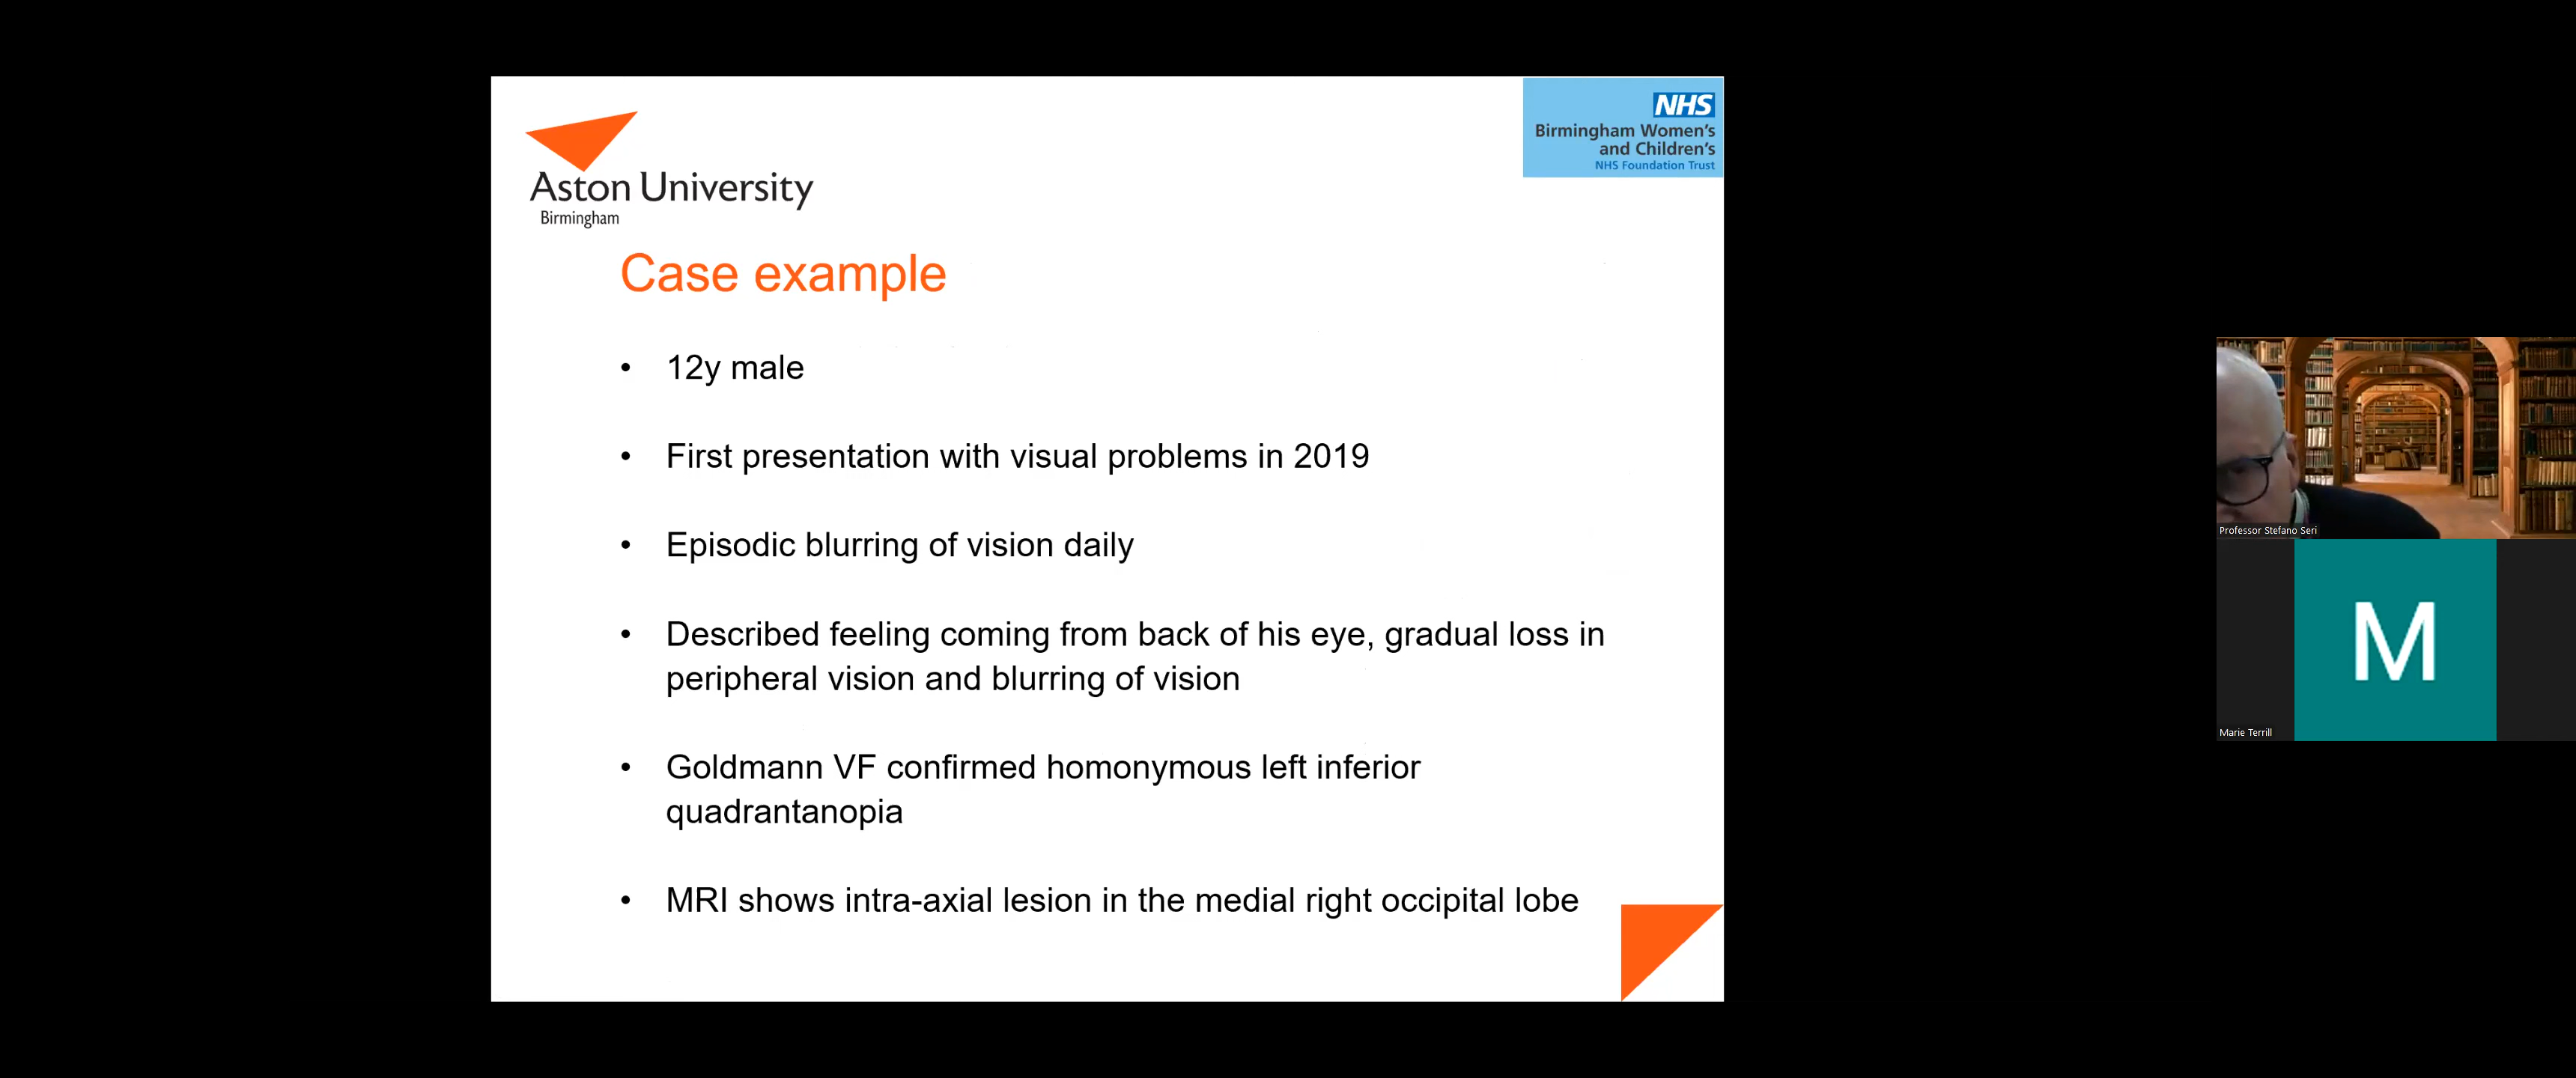 Aston University
Birmingham
NHS
Birmingham Women's
and Children's
NHS Foundation Trust
Case example
• 12y male
• First presentation with visual problems in 2019
• Episodic blurring of vision daily
• Described feeling coming from back of his eye, gradual loss in
peripheral vision and blurring of vision
• Goldmann VF confirmed homonymous left inferior
quadrantanopia
• MRI shows intra-axial lesion in the medial right occipital lobe
Professor Stefano Seri
M
Marie Terrill